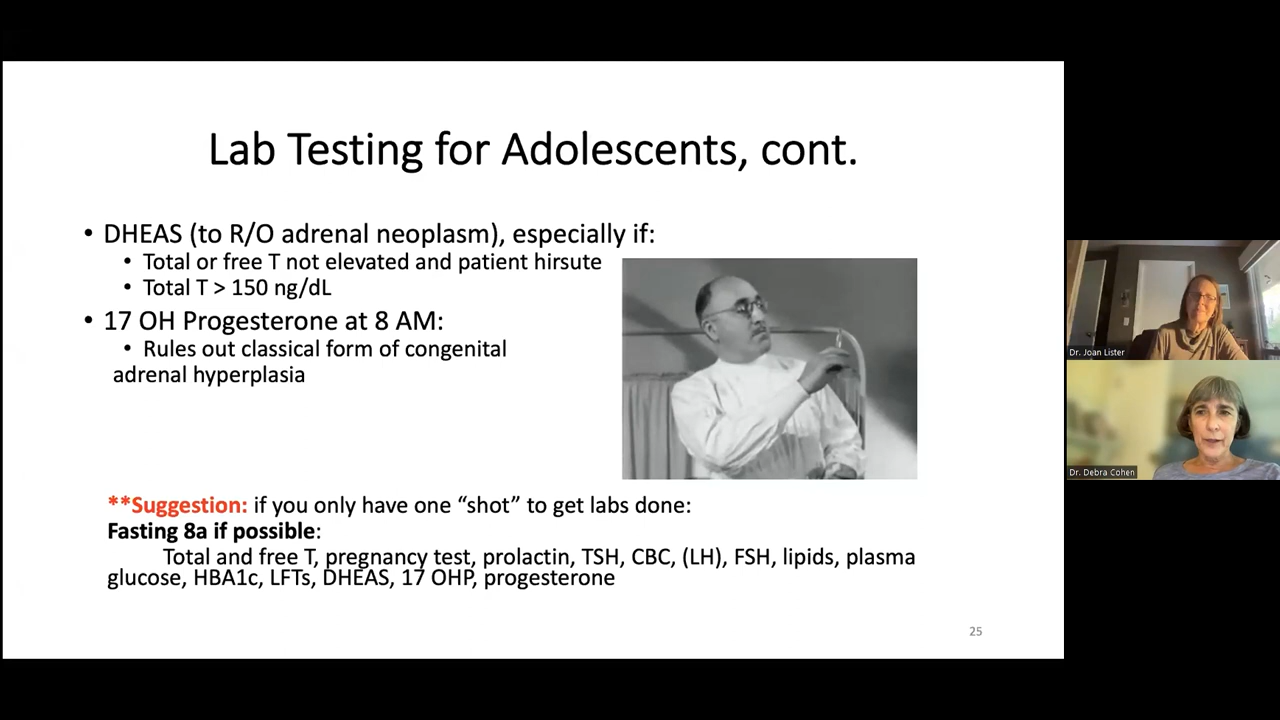 Lab Testing for Adolescents, cont.
• DHEAS (to R/O adrenal neoplasm), especially if:
• Total or free T not elevated and patient hirsute
• Total T > 150 ng/dL
• 17 OH Progesterone at 8 AM:
• Rules out classical form of congenital
adrenal hyperplasia
**Suggestion: if you only have one “shot” to get labs done:
Fasting 8a if possible:
Total and free T, pregnancy test, prolactin, TSH, CBC, (LH), FSH, lipids, plasma
glucose, HBA1c, LFTs, DHEAS, 17 OHP, progesterone
25
Dr. Joan Lister
Dr. Debra Cohen